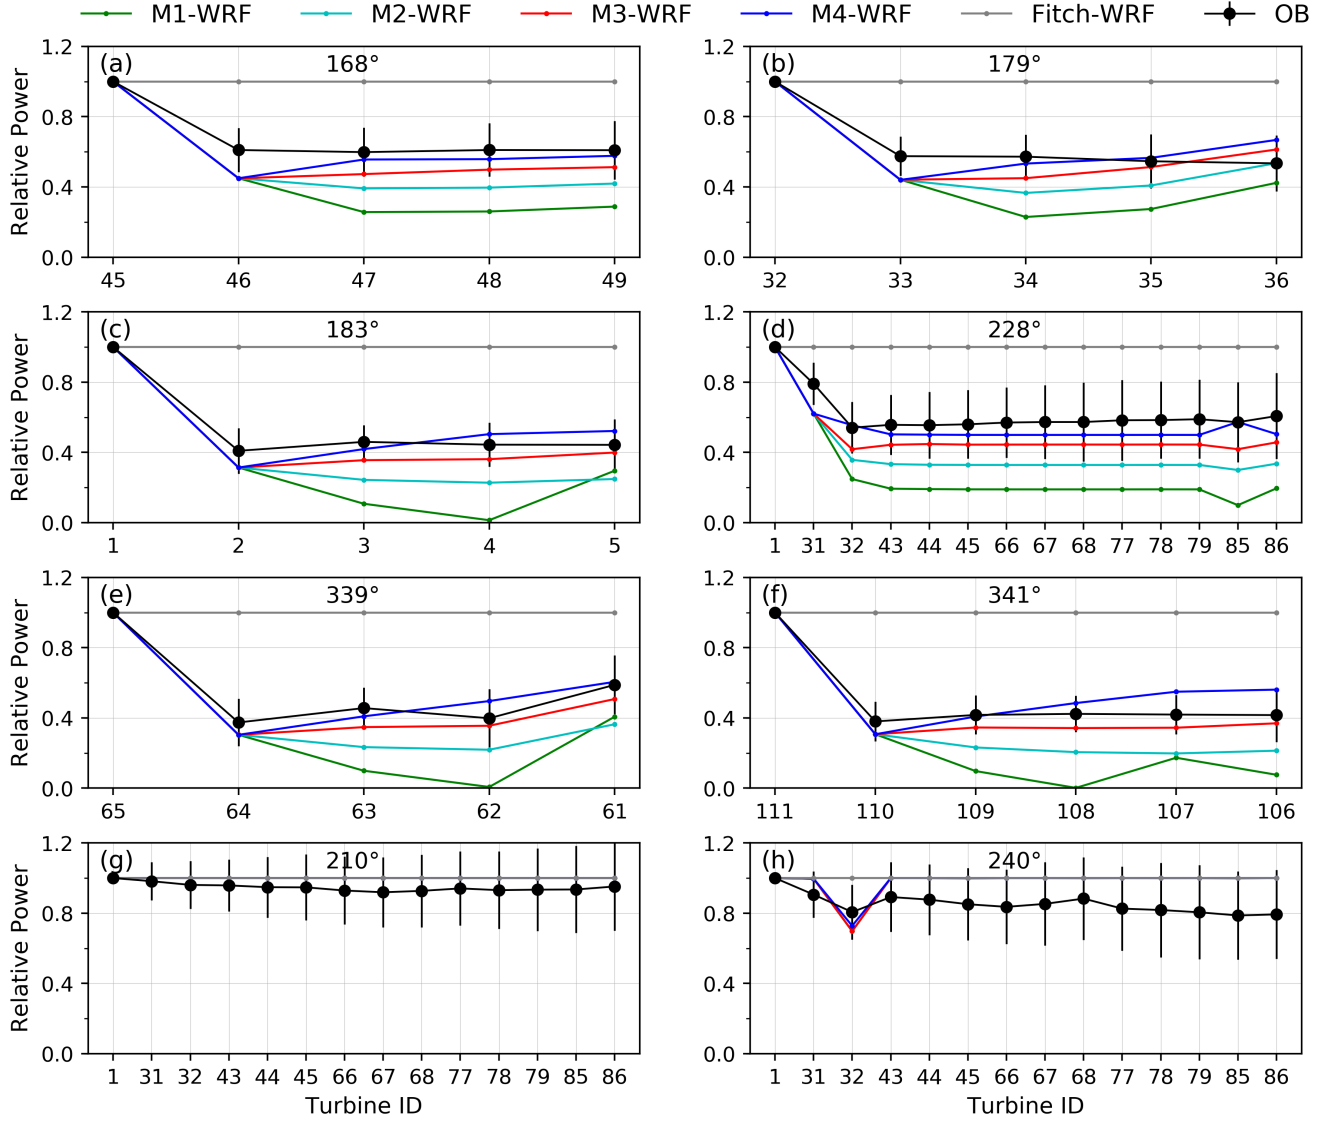 M1-WRF M2-WRF M3-WRF M4-WRF Fitch-WRF OB
(a) 168°
Relative Power
1.2
0.8
0.4
0.0
45 46 47 48 49
(b) 179°
1.2
0.8
0.4
0.0
32 33 34 35 36
(c) 183°
Relative Power
1.2
0.8
0.4
0.0
1 2 3 4 5
(d) 228°
1.2
0.8
0.4
0.0
1 31 32 43 44 45 66 67 68 77 78 79 85 86
(e) 339°
Relative Power
1.2
0.8
0.4
0.0
65 64 63 62 61
(f) 341°
1.2
0.8
0.4
0.0
111 110 109 108 107 106
(g) 210°
Relative Power
1.2
0.8
0.4
0.0
1 31 32 43 44 45 66 67 68 77 78 79 85 86
Turbine ID
(h) 240°
1.2
0.8
0.4
0.0
1 31 32 43 44 45 66 67 68 77 78 79 85 86
Turbine ID